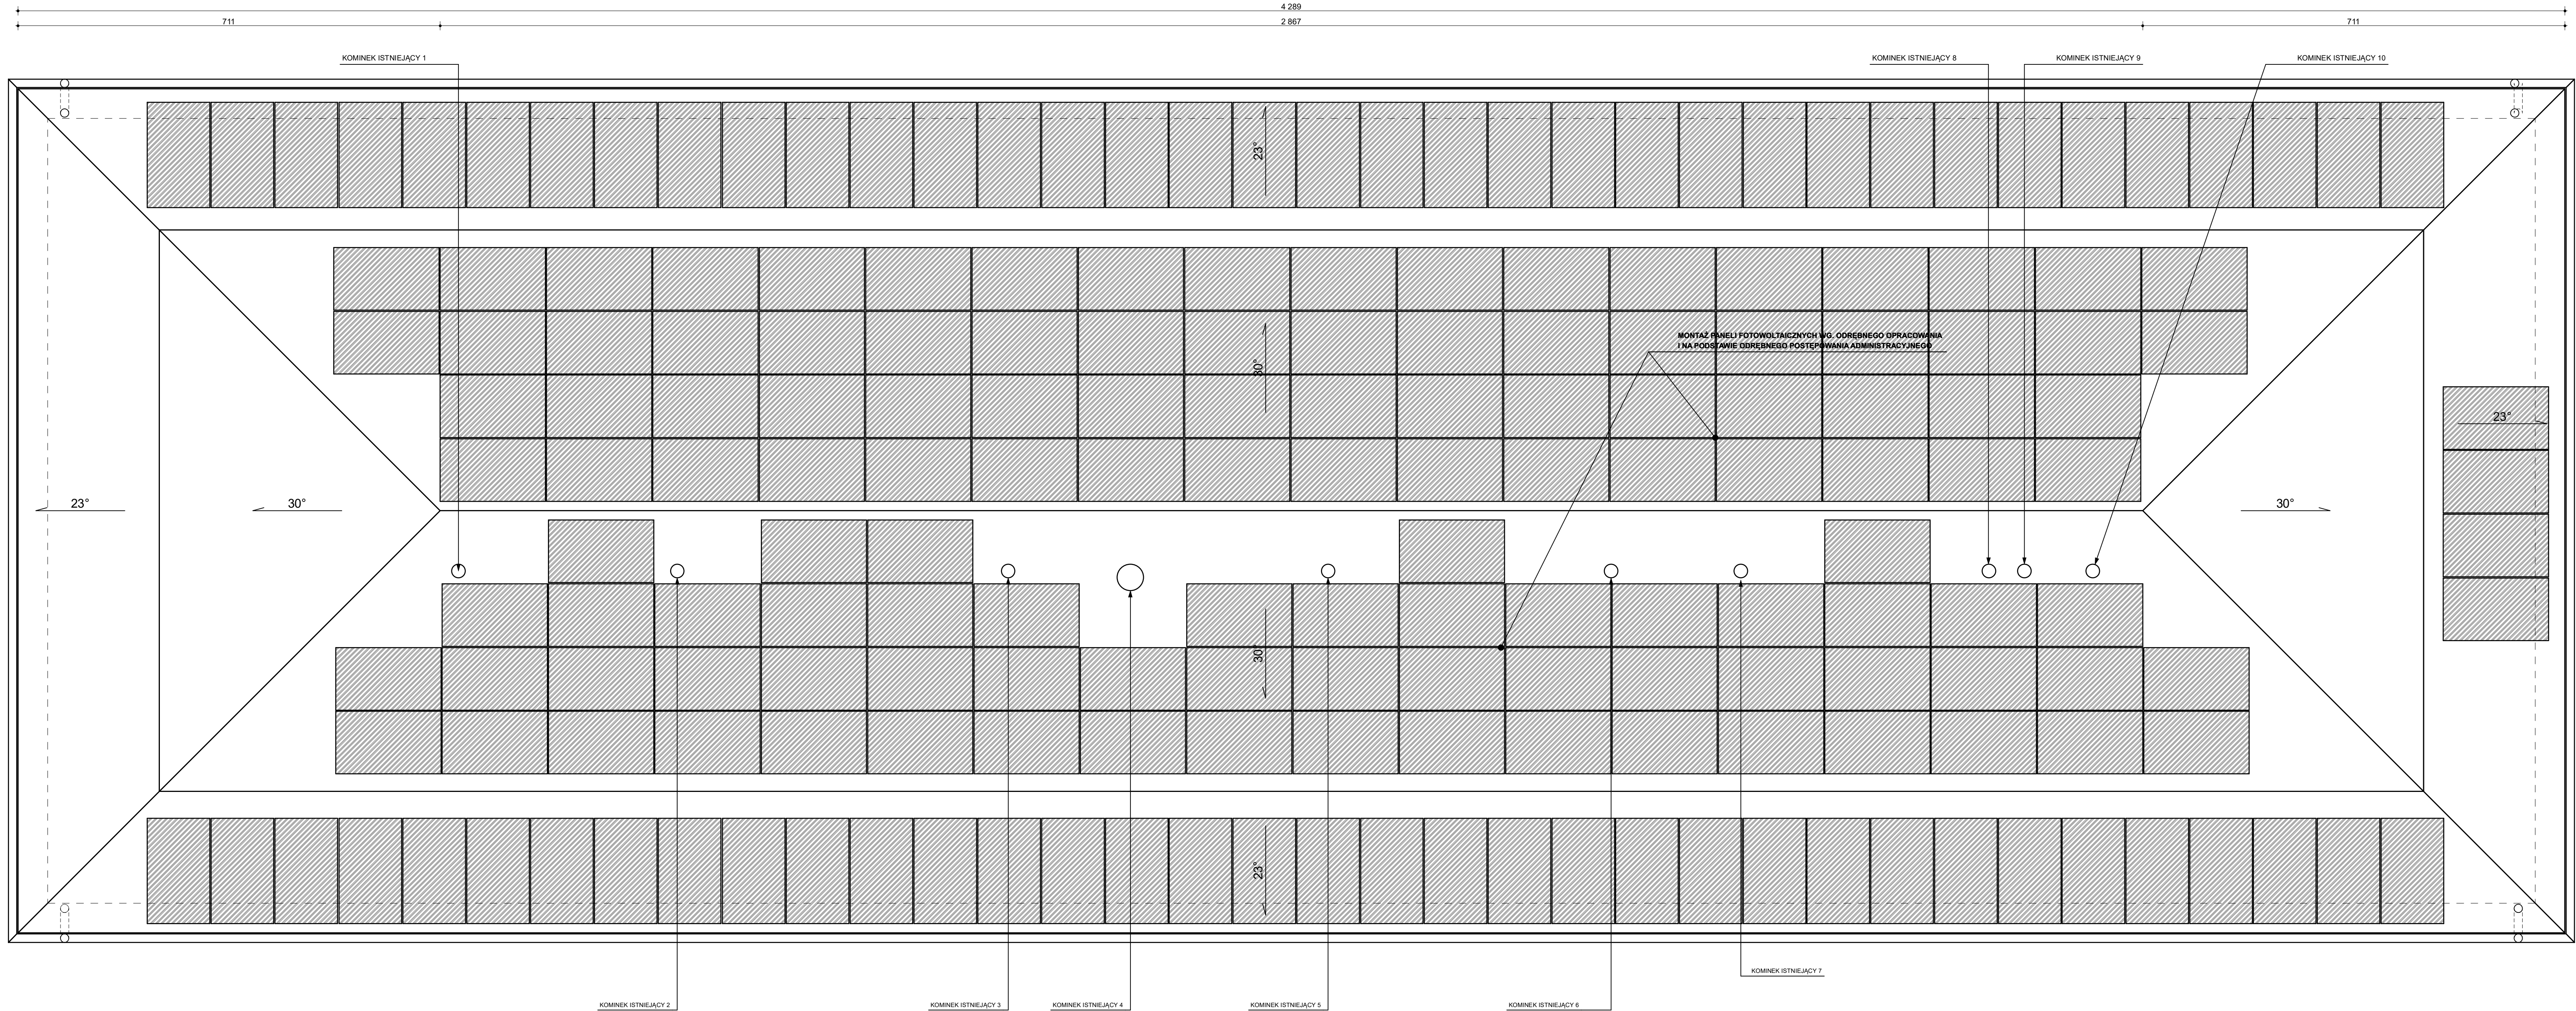 4 289
711
2 867
711
KOMINEK ISTNIEJĄCY 1
KOMINEK ISTNIEJĄCY 8
KOMINEK ISTNIEJĄCY 9
KOMINEK ISTNIEJĄCY 10
23°
MONTAŻ PANELI FOTOWOLTAICZNYCH WG. ODRĘBNEGO OPRACOWANIA
I NA PODSTAWIE ODRĘBNEGO POSTĘPOWANIA ADMINISTRACYJNEGO
30°
23°
23°
30°
30°
30°
23°
KOMINEK ISTNIEJĄCY 7
KOMINEK ISTNIEJĄCY 2
KOMINEK ISTNIEJĄCY 3
KOMINEK ISTNIEJĄCY 4
KOMINEK ISTNIEJĄCY 5
KOMINEK ISTNIEJĄCY 6